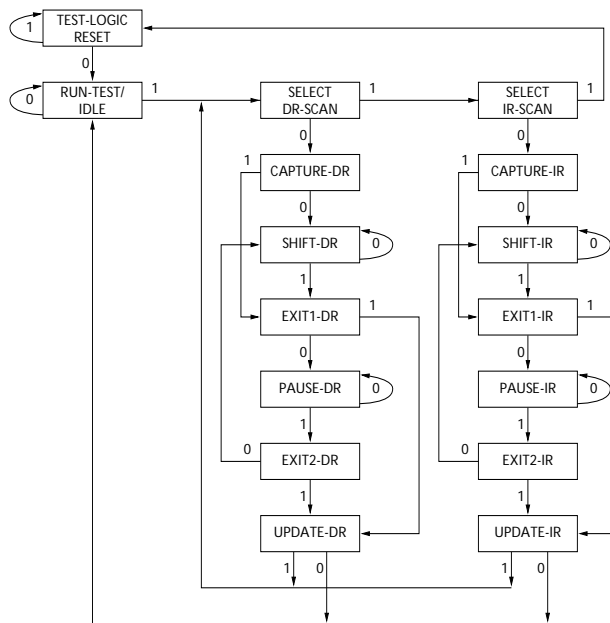 TEST-LOGIC
RESET
1
0
RUN-TEST/
IDLE
0
1
SELECT
DR-SCAN
1
SELECT
IR-SCAN
1
0
0
CAPTURE-DR
1
CAPTURE-IR
1
0
0
SHIFT-DR
0
SHIFT-IR
0
1
1
EXIT1-DR
1
EXIT1-IR
1
0
0
PAUSE-DR
0
PAUSE-IR
0
1
1
0
EXIT2-DR
0
EXIT2-IR
1
1
UPDATE-DR
UPDATE-IR
1
0
1
0